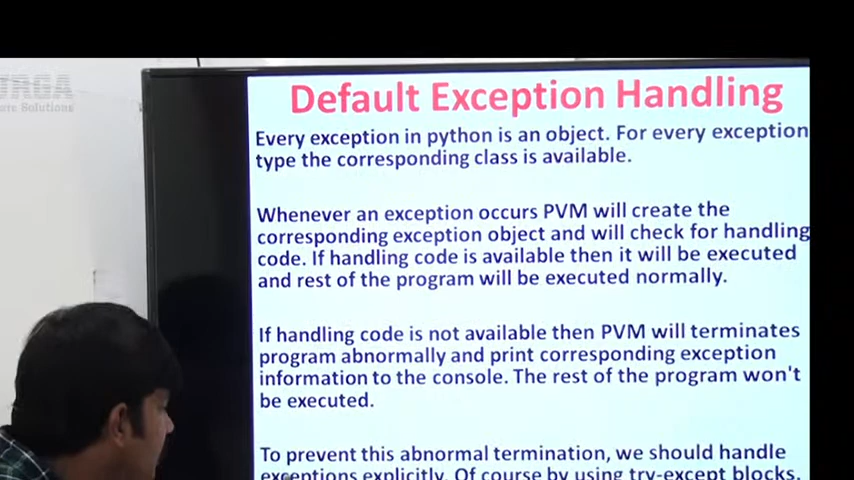 ate Solutions
Default Exception Handling
Every exception in python is an object. For every exception
type the corresponding class is available.
Whenever an exception occurs PVM will create the
corresponding exception object and will check for handling
code. If handling code is available then it will be executed
and rest of the program will be executed normally.
If handling code is not available then PVM will terminates
program abnormally and print corresponding exception
information to the console. The rest of the program won't
be executed.
To prevent this abnormal termination, we should handle
exceptions explicitly. Of course by using try-except blocks.